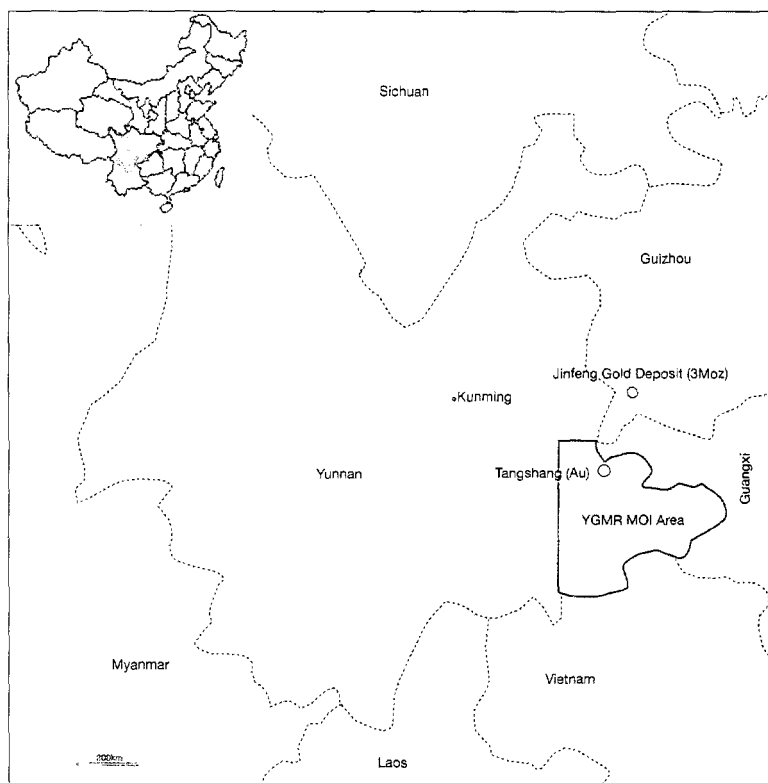 Sichuan
Guizhou
Jinfeng Gold Deposit (3Moz)
Kunming
Guangxi
Tangshang (Au)
Yunnan
YGMR MOI Area
Myanmar
Vietnam
200km
Laos